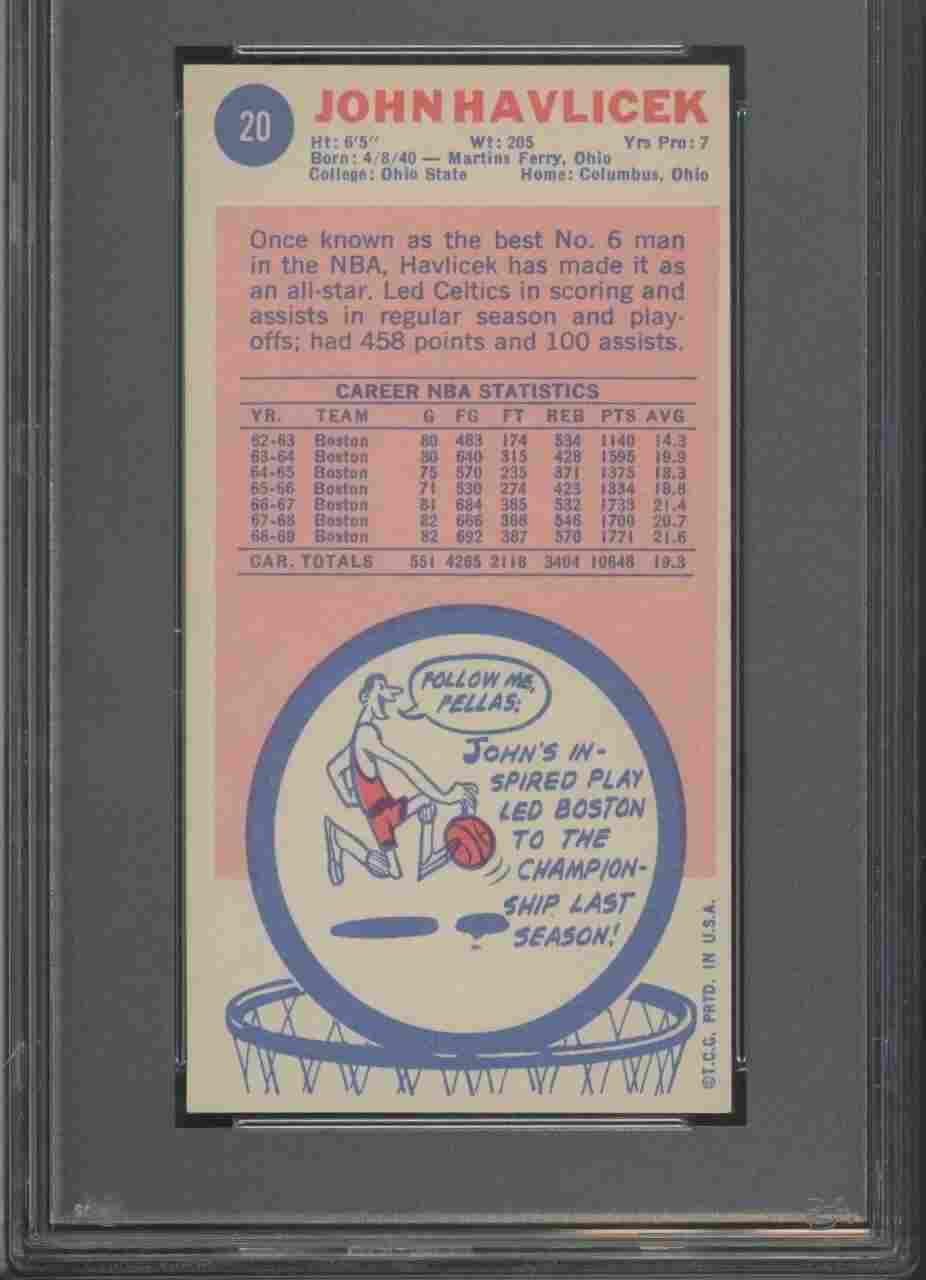 20
JOHN HAVLICEK
Ht: 6'5" Wt: 205 Yrs Pro: 7
Born: 4/8/40 — Martins Ferry, Ohio
College: Ohio State Home: Columbus, Ohio
Once known as the best No. 6 man
in the NBA, Havlicek has made it as
an all-star. Led Celtics in scoring and
assists in regular season and play-
offs; had 458 points and 100 assists.
CAREER NBA STATISTICS
YR. TEAM G FG FT REB PTS AVG
62-63 Boston 80 483 174 534 1140 14.3
63-64 Boston 80 640 315 428 1595 19.9
64-65 Boston 75 570 235 371 1375 18.3
65-66 Boston 71 530 274 423 1334 18.8
66-67 Boston 81 684 365 532 1733 21.4
67-68 Boston 82 666 368 546 1700 20.7
68-69 Boston 82 692 387 570 1771 21.6
CAR. TOTALS 551 4265 2118 3404 10648 19.3
FOLLOW ME,
FELLAS!
JOHN'S IN-
SPIRED PLAY
LED BOSTON
TO THE
CHAMPION-
SHIP LAST
SEASON!
©T.C.G. PRTD. IN U.S.A.